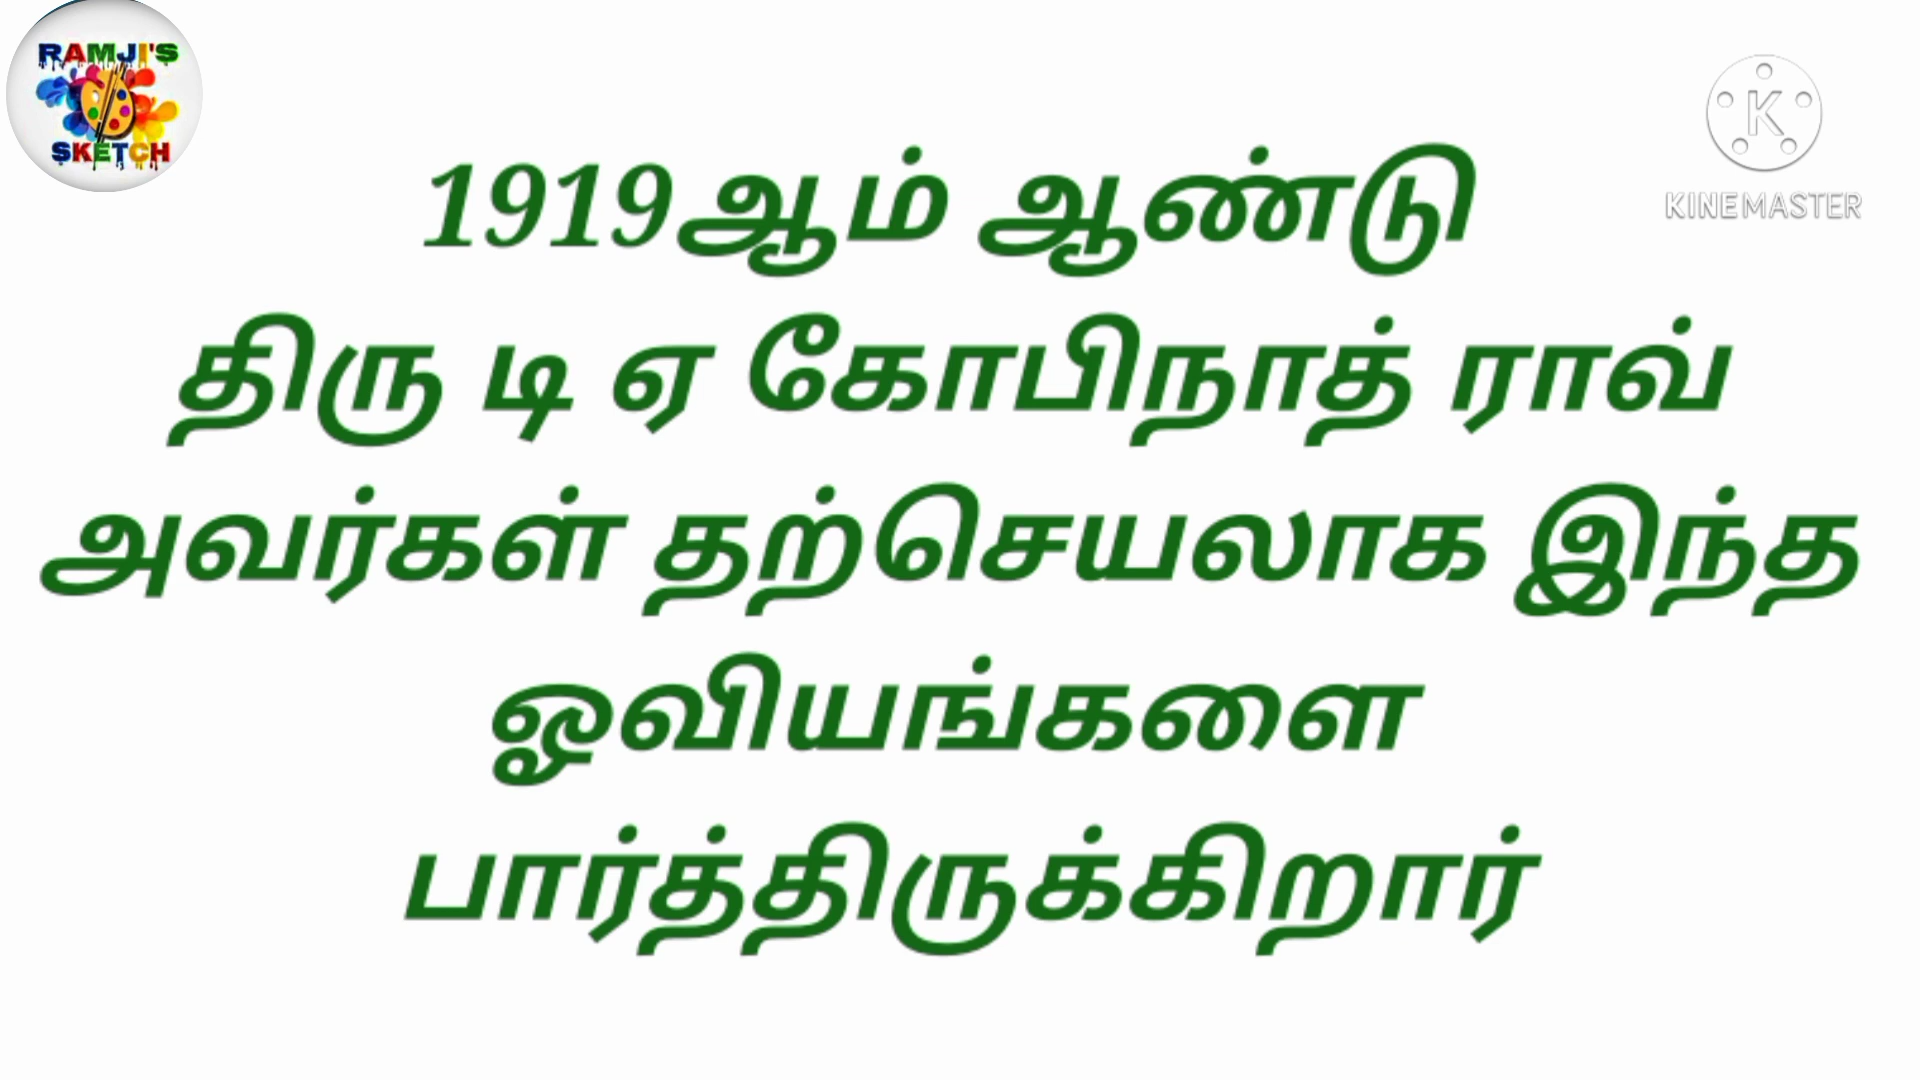 RAMJI'S
SKETCH
K
KINEMASTER
1919ஆம் ஆண்டு
திரு டி ஏ கோபிநாத் ராவ்
அவர்கள் தற்செயலாக இந்த
ஓவியங்களை
பார்த்திருக்கிறார்